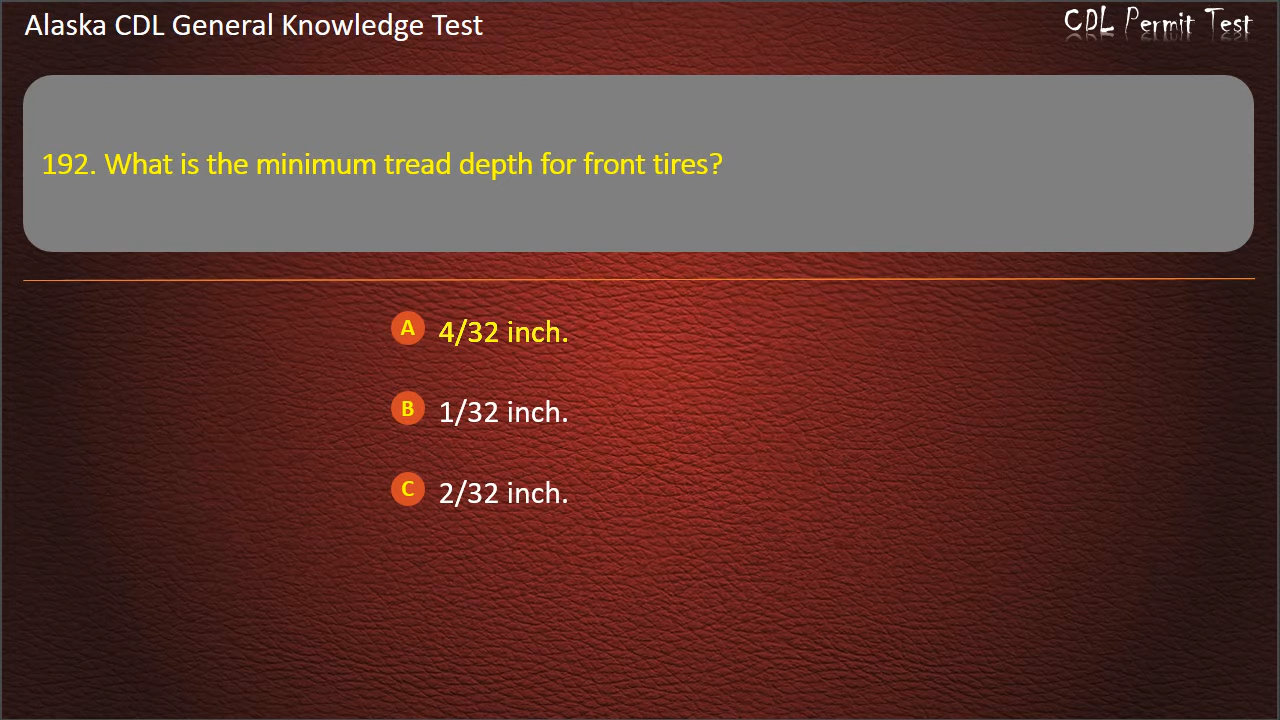 Alaska CDL General Knowledge Test
CDL Permit Test
192. What is the minimum tread depth for front tires?
A 4/32 inch.
B 1/32 inch.
C 2/32 inch.